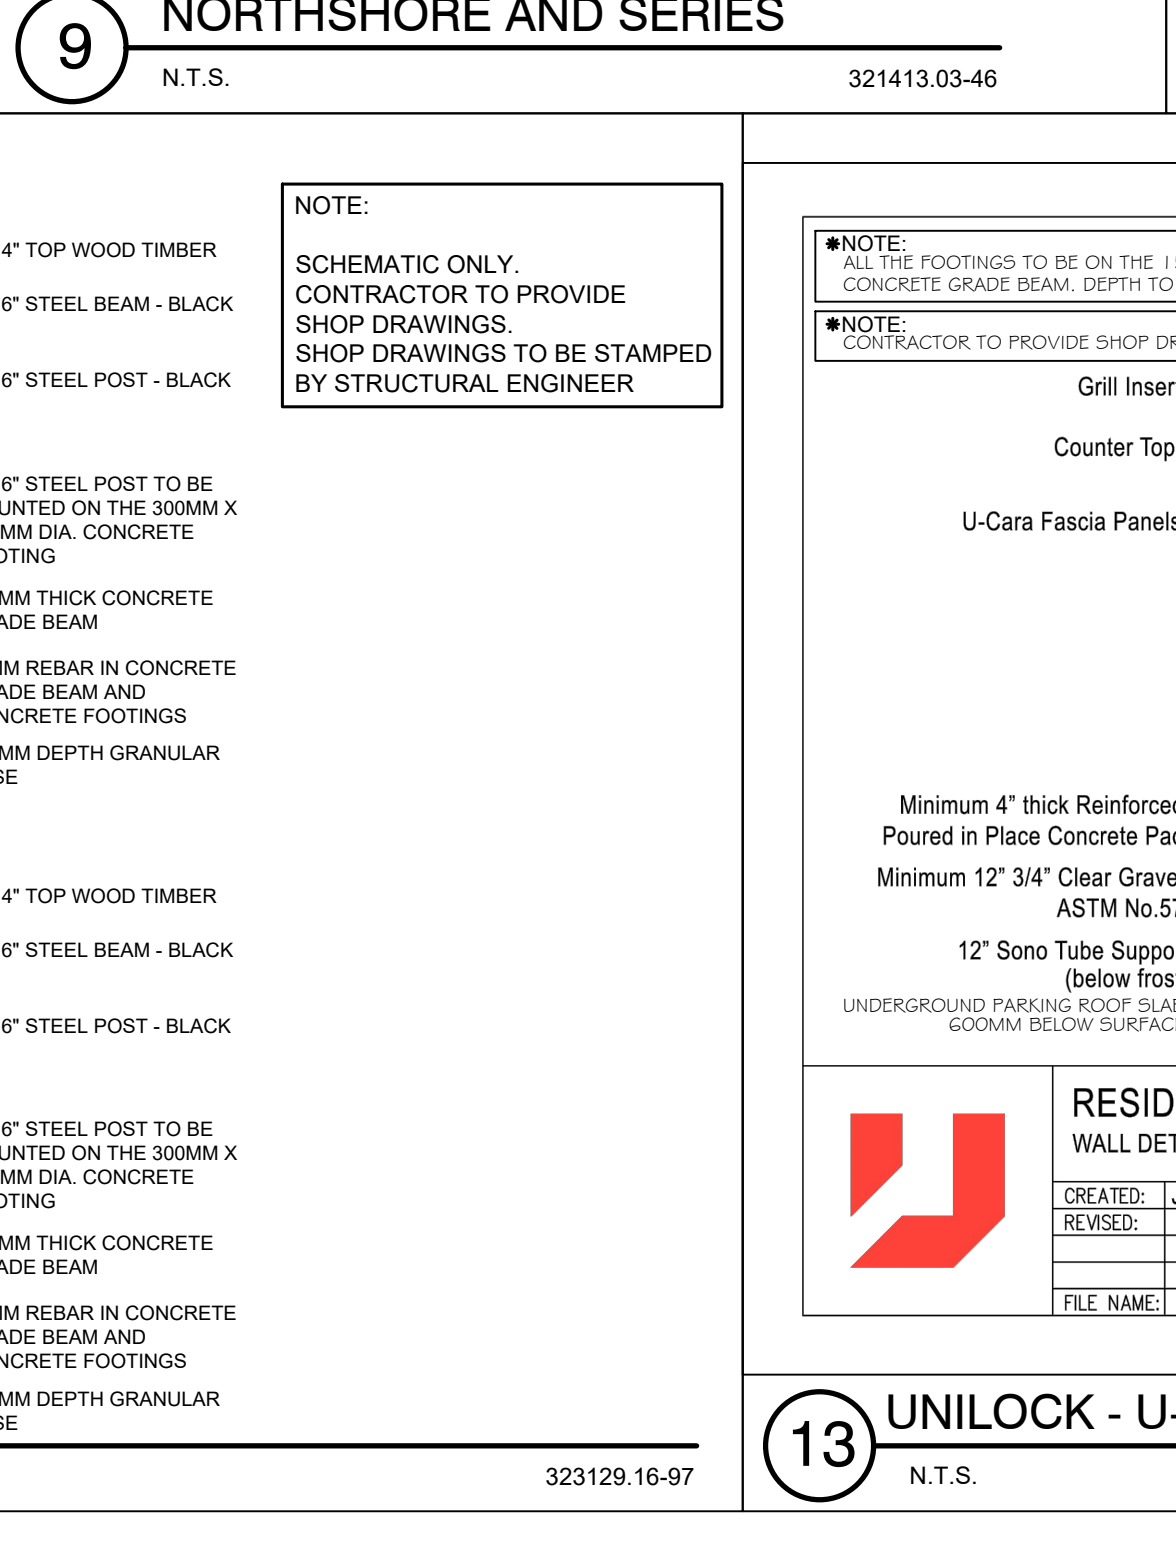 9
NORTHSHORE AND SERIES
N.T.S.
321413.03-46
4" TOP WOOD TIMBER
6" STEEL BEAM - BLACK
6" STEEL POST - BLACK
6" STEEL POST TO BE
UNTED ON THE 300MM X
MM DIA. CONCRETE
OTING
MM THICK CONCRETE
ADE BEAM
MM REBAR IN CONCRETE
ADE BEAM AND
NCRETE FOOTINGS
MM DEPTH GRANULAR
SE
4" TOP WOOD TIMBER
6" STEEL BEAM - BLACK
6" STEEL POST - BLACK
6" STEEL POST TO BE
UNTED ON THE 300MM X
MM DIA. CONCRETE
OTING
MM THICK CONCRETE
ADE BEAM
MM REBAR IN CONCRETE
ADE BEAM AND
NCRETE FOOTINGS
MM DEPTH GRANULAR
SE
323129.16-97
NOTE:
SCHEMATIC ONLY.
CONTRACTOR TO PROVIDE
SHOP DRAWINGS.
SHOP DRAWINGS TO BE STAMPED
BY STRUCTURAL ENGINEER
✱NOTE:
ALL THE FOOTINGS TO BE ON THE
CONCRETE GRADE BEAM. DEPTH TO
✱NOTE:
CONTRACTOR TO PROVIDE SHOP
Grill Inser
Counter Top
U-Cara Fascia Panels
Minimum 4” thick Reinforced
Poured in Place Concrete Pad
Minimum 12” 3/4” Clear Grave
ASTM No.57
12” Sono Tube Suppo
(below fros
UNDERGROUND PARKING ROOF SLAB
600MM BELOW SURFACE
RESID
WALL DET
CREATED:
REVISED:
FILE NAME:
13
UNILOCK - U-
N.T.S.